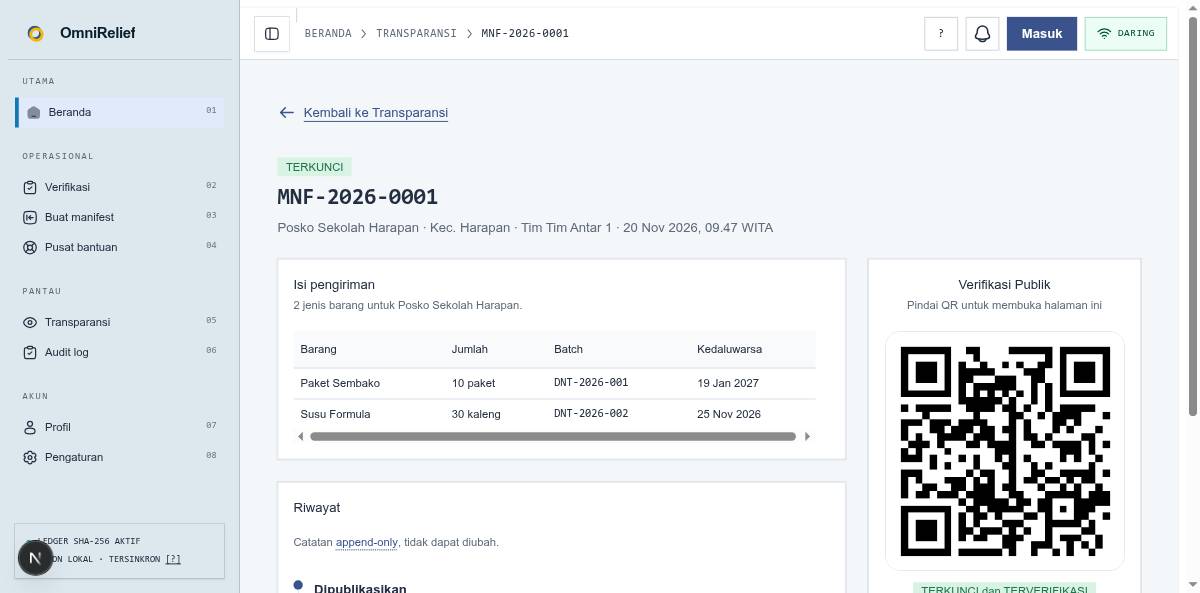 OmniRelief
UTAMA
Beranda 01
OPERASIONAL
Verifikasi 02
Buat manifest 03
Pusat bantuan 04
PANTAU
Transparansi 05
Audit log 06
AKUN
Profil 07
Pengaturan 08
LEDGER SHA-256 AKTIF
LOKAL · TERSINKRON [?]
N
BERANDA > TRANSPARANSI > MNF-2026-0001
?
Masuk
DARING
Kembali ke Transparansi
TERKUNCI
MNF-2026-0001
Posko Sekolah Harapan · Kec. Harapan · Tim Tim Antar 1 · 20 Nov 2026, 09.47 WITA
Isi pengiriman
2 jenis barang untuk Posko Sekolah Harapan.
Barang Jumlah Batch Kedaluwarsa
Paket Sembako 10 paket DNT-2026-001 19 Jan 2027
Susu Formula 30 kaleng DNT-2026-002 25 Nov 2026
Riwayat
Catatan append-only, tidak dapat diubah.
Dipublikasikan
Verifikasi Publik
Pindai QR untuk membuka halaman ini
TERKUNCI dan TERVERIFIKASI